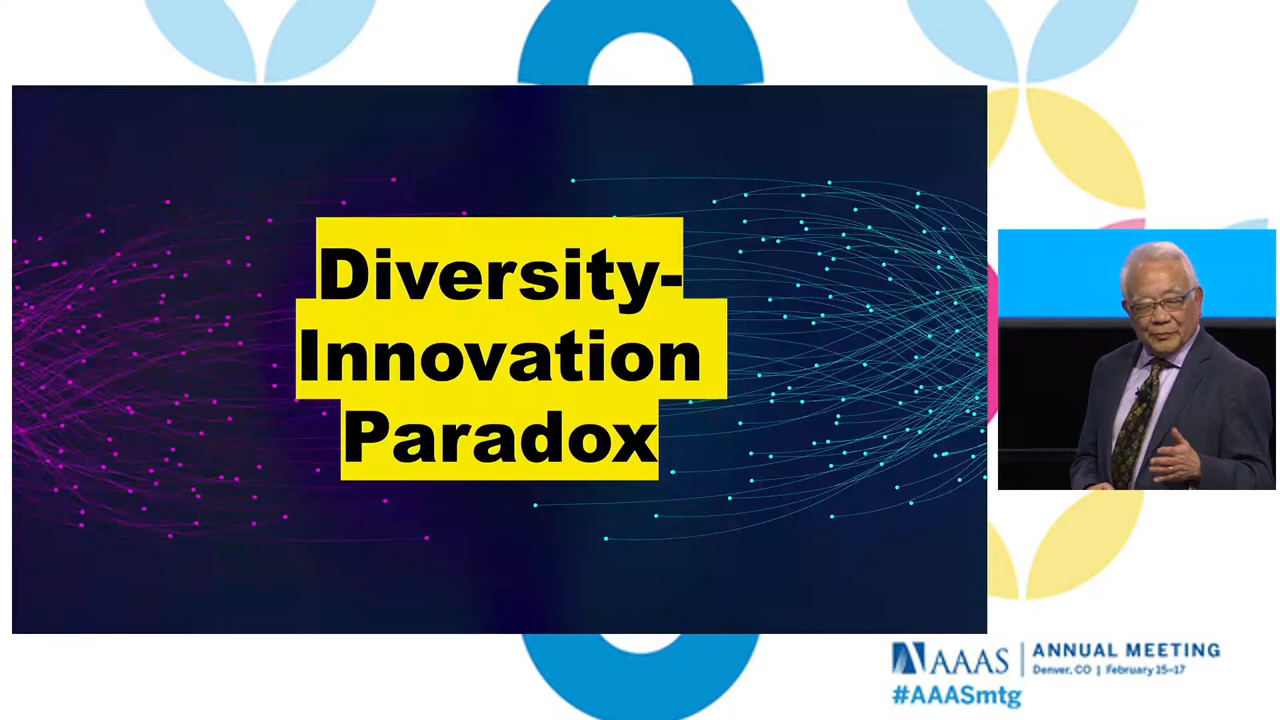 Diversity-
Innovation
Paradox
AAAS
ANNUAL MEETING
Denver, CO | February 15–17
#AAASmtg